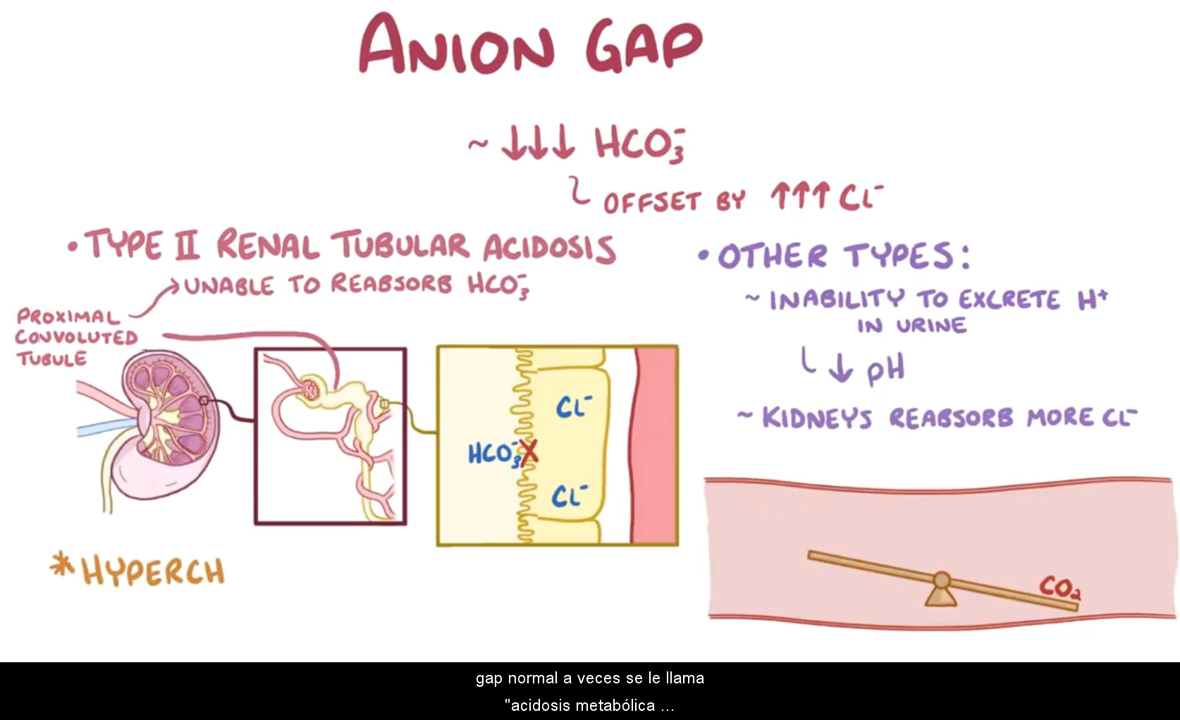 ANION GAP
~ ↓↓↓ HCO₃⁻
OFFSET BY ↑↑↑ CL⁻
• TYPE II RENAL TUBULAR ACIDOSIS
UNABLE TO REABSORB HCO₃⁻
PROXIMAL
CONVOLUTED
TUBULE
CL⁻
HCO₃⁻
CL⁻
* HYPERCH
• OTHER TYPES:
~ INABILITY TO EXCRETE H⁺
IN URINE
↓ pH
~ KIDNEYS REABSORB MORE CL⁻
CO₂
gap normal a veces se le llama
"acidosis metabólica ...